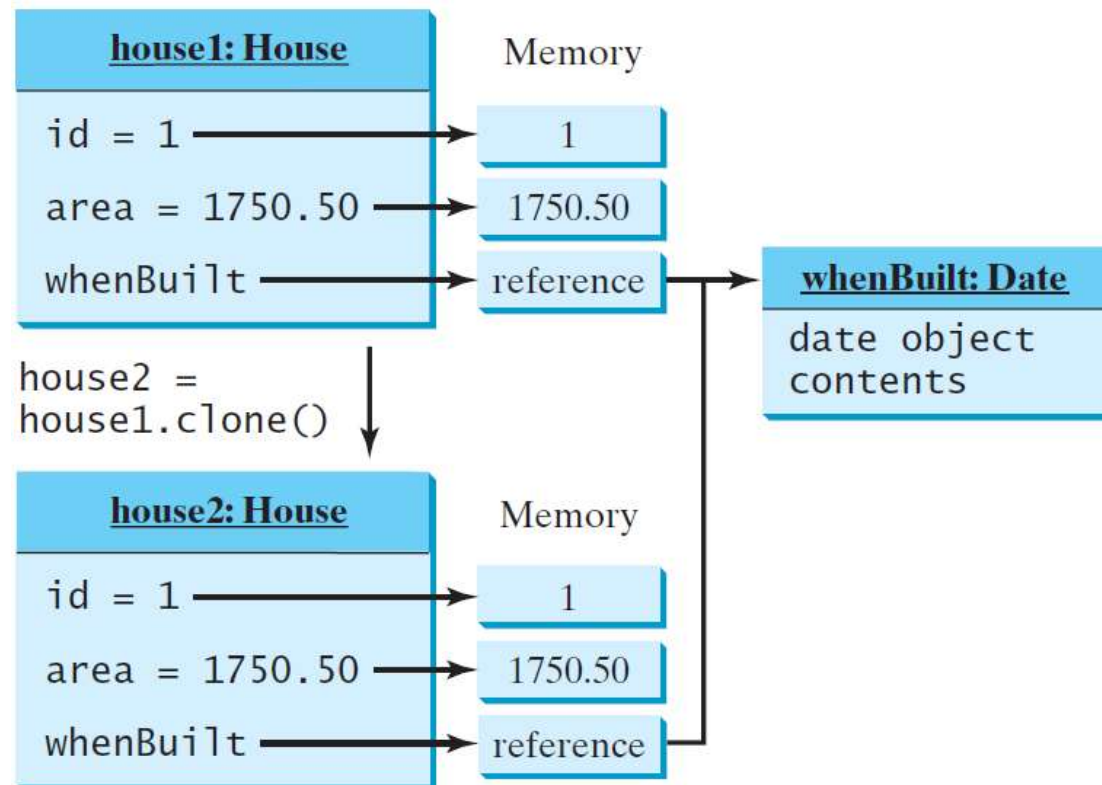 house1: House
Memory
id = 1
1
area = 1750.50
1750.50
whenBuilt
reference
whenBuilt: Date
date object
contents
house2 =
house1.clone()
house2: House
Memory
id = 1
1
area = 1750.50
1750.50
whenBuilt
reference